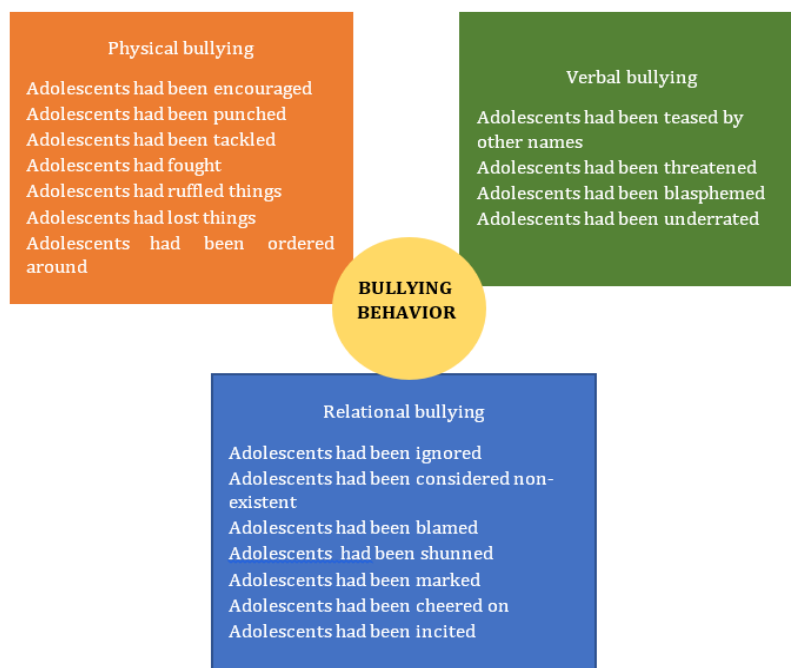 Physical bullying
Adolescents had been encouraged
Adolescents had been punched
Adolescents had been tackled
Adolescents had fought
Adolescents had ruffled things
Adolescents had lost things
Adolescents had been ordered
around
Verbal bullying
Adolescents had been teased by
other names
Adolescents had been threatened
Adolescents had been blasphemed
Adolescents had been underrated
BULLYING
BEHAVIOR
Relational bullying
Adolescents had been ignored
Adolescents had been considered non-
existent
Adolescents had been blamed
Adolescents had been shunned
Adolescents had been marked
Adolescents had been cheered on
Adolescents had been incited